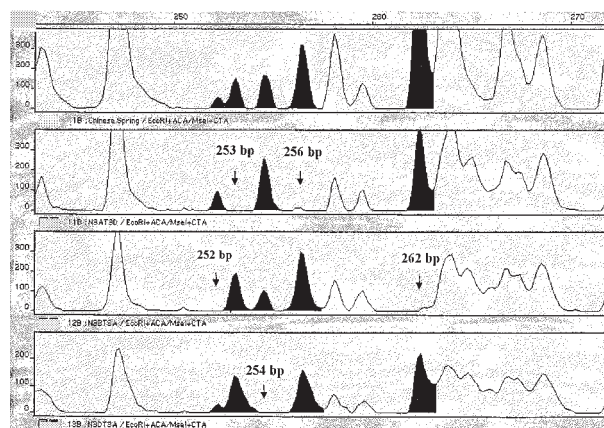 250 260 270
300
200
100
0
1B :Chinese Spring / EcoRI+ACA/MseI+CTA
300
200
100
0
253 bp 256 bp
11B :N5AT5D / EcoRI+ACA/MseI+CTA
300
200
100
0
252 bp 262 bp
12B :N5BT5A / EcoRI+ACA/MseI+CTA
200
100
0
254 bp
13B :N5DT5A / EcoRI+ACA/MseI+CTA